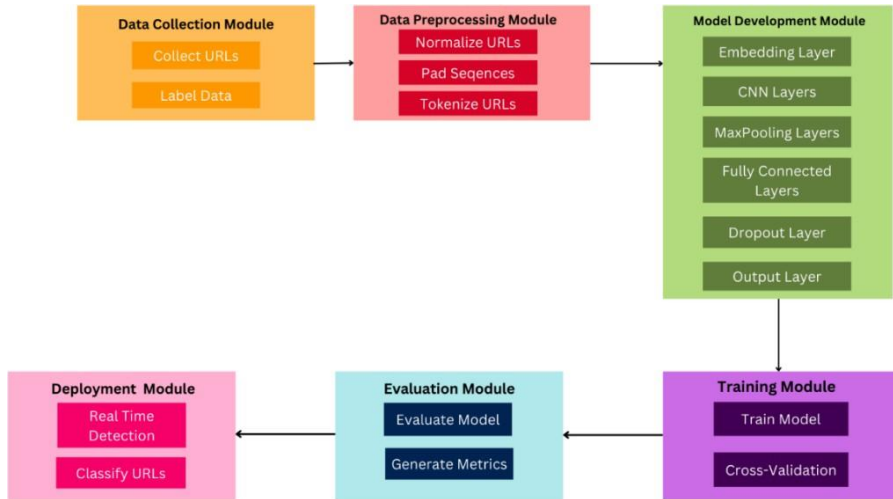 Data Collection Module
Collect URLs
Label Data
Data Preprocessing Module
Normalize URLs
Pad Seqences
Tokenize URLs
Model Development Module
Embedding Layer
CNN Layers
MaxPooling Layers
Fully Connected
Layers
Dropout Layer
Output Layer
Training Module
Train Model
Cross-Validation
Evaluation Module
Evaluate Model
Generate Metrics
Deployment Module
Real Time
Detection
Classify URLs